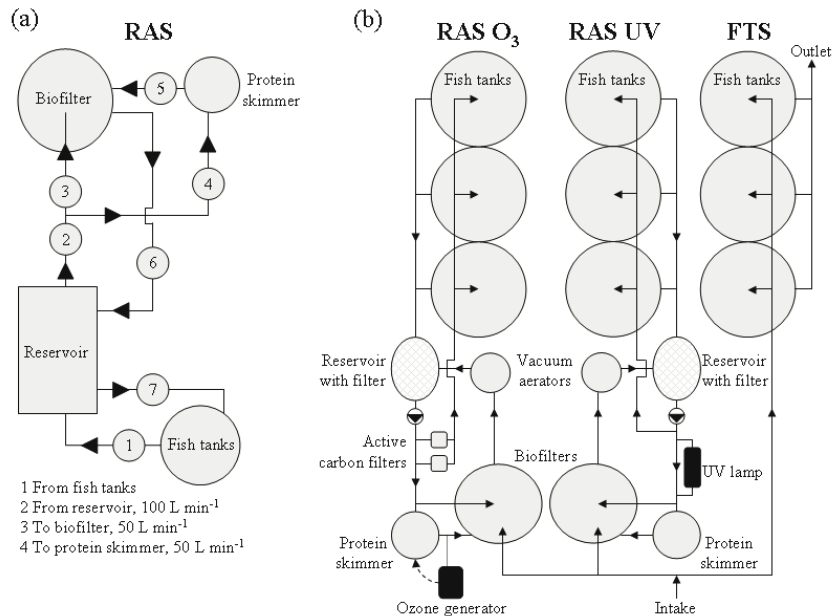 (a)
RAS
Biofilter
5
Protein
skimmer
3
4
2
6
Reservoir
7
1
Fish tanks
1 From fish tanks
2 From reservoir, 100 L min⁻¹
3 To biofilter, 50 L min⁻¹
4 To protein skimmer, 50 L min⁻¹
(b)
RAS O₃
RAS UV
FTS
Outlet
Fish tanks
Fish tanks
Fish tanks
Reservoir
with filter
Vacuum
aerators
Reservoir
with filter
Active
carbon filters
Biofilters
UV lamp
Protein
skimmer
Protein
skimmer
Ozone generator
Intake